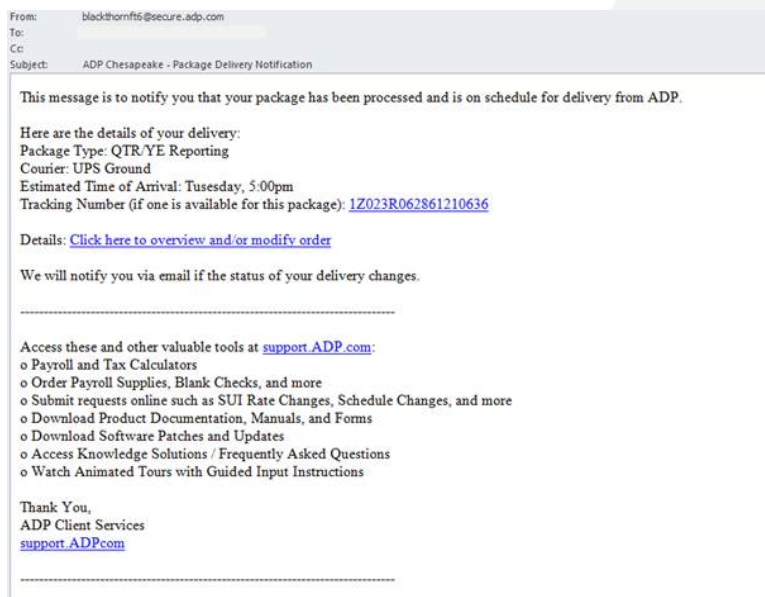 From: blackthornft6@secure.adp.com
To:
Cc:
Subject: ADP Chesapeake - Package Delivery Notification
This message is to notify you that your package has been processed and is on schedule for delivery from ADP.
Here are the details of your delivery:
Package Type: QTR/YE Reporting
Courier: UPS Ground
Estimated Time of Arrival: Tusesday, 5:00pm
Tracking Number (if one is available for this package): 1Z023R062861210636
Details: Click here to overview and/or modify order
We will notify you via email if the status of your delivery changes.
--------------------------------------------------------------------------------
Access these and other valuable tools at support.ADP.com:
o Payroll and Tax Calculators
o Order Payroll Supplies, Blank Checks, and more
o Submit requests online such as SUI Rate Changes, Schedule Changes, and more
o Download Product Documentation, Manuals, and Forms
o Download Software Patches and Updates
o Access Knowledge Solutions / Frequently Asked Questions
o Watch Animated Tours with Guided Input Instructions
Thank You,
ADP Client Services
support.ADPcom
--------------------------------------------------------------------------------